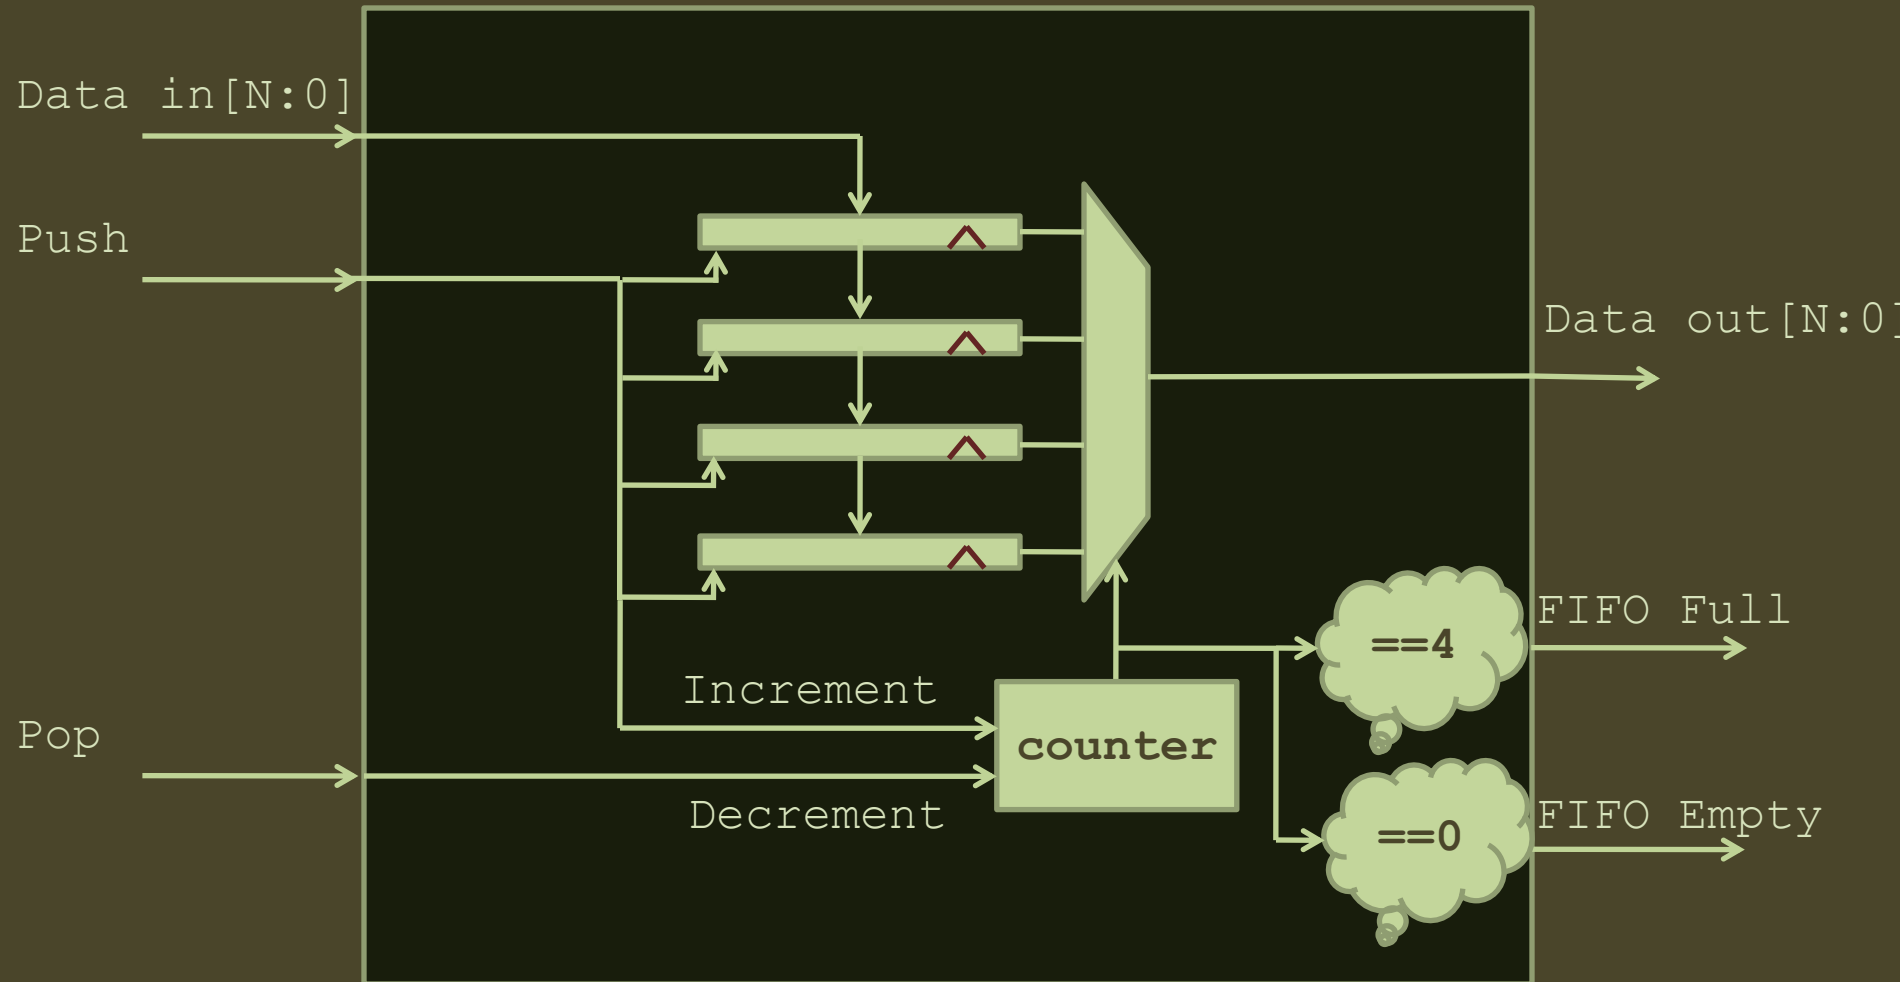 Data in[N:0]
Push
Data out[N:0]
FIFO Full
==4
Increment
counter
Pop
Decrement
FIFO Empty
==0